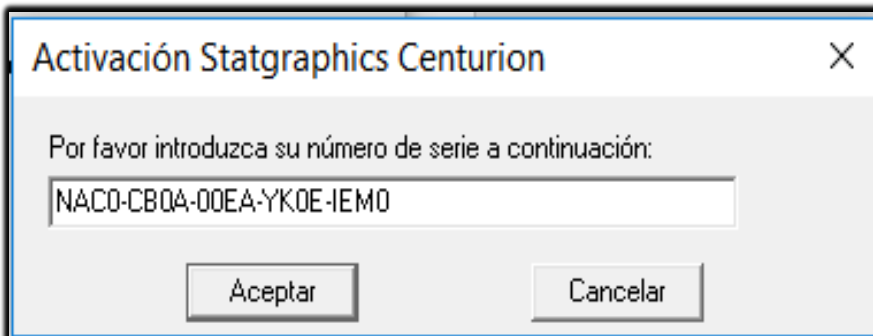 Activación Statgraphics Centurion
Por favor introduzca su número de serie a continuación:
NAC0-CB0A-00EA-YK0E-IEM0
Aceptar
Cancelar